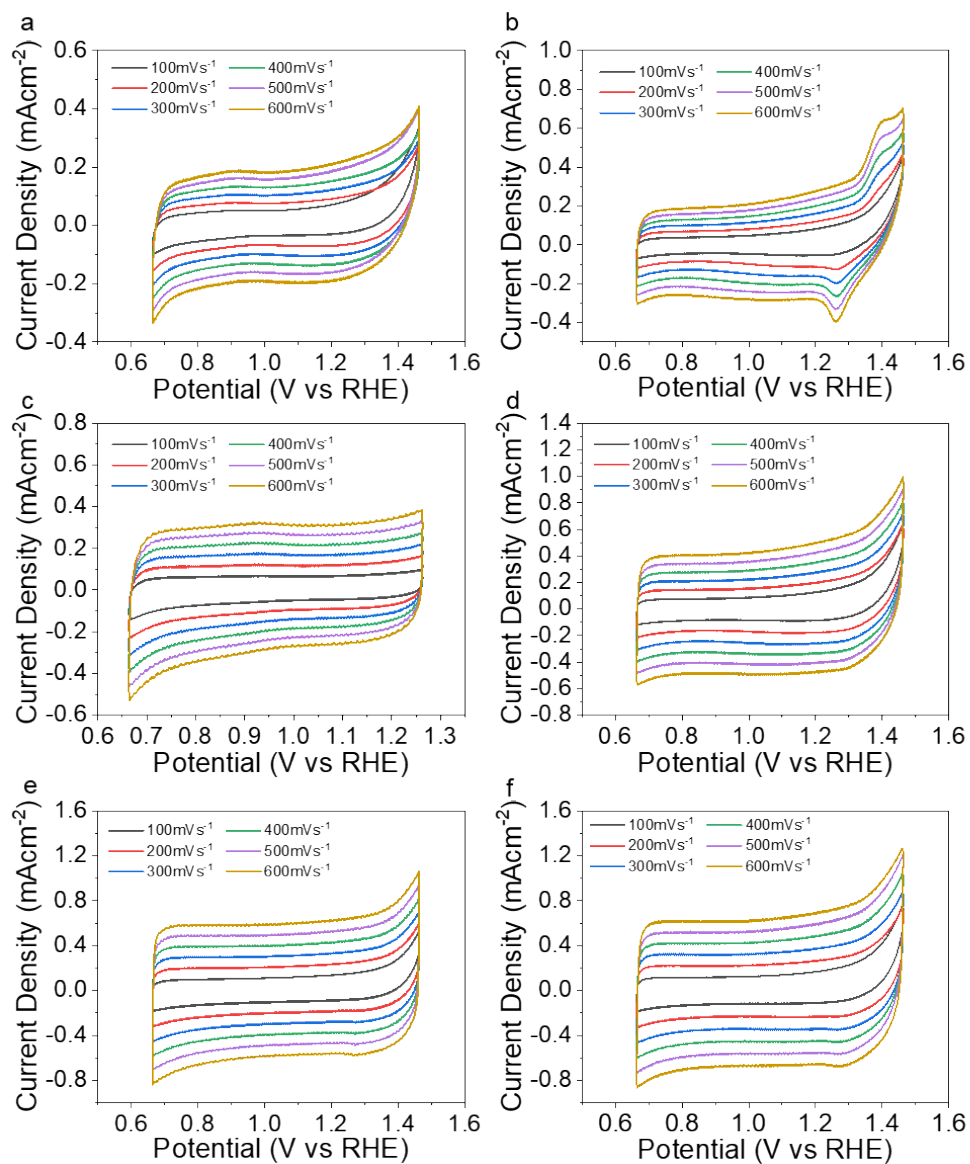 a
Current Density (mAcm⁻²)
0.6
0.4
0.2
0.0
-0.2
-0.4
100mVs⁻¹ 400mVs⁻¹
200mVs⁻¹ 500mVs⁻¹
300mVs⁻¹ 600mVs⁻¹
0.6 0.8 1.0 1.2 1.4 1.6
Potential (V vs RHE)
b
Current Density (mAcm⁻²)
1.0
0.8
0.6
0.4
0.2
0.0
-0.2
-0.4
100mVs⁻¹ 400mVs⁻¹
200mVs⁻¹ 500mVs⁻¹
300mVs⁻¹ 600mVs⁻¹
0.6 0.8 1.0 1.2 1.4 1.6
Potential (V vs RHE)
c
Current Density (mAcm⁻²)
0.8
0.6
0.4
0.2
0.0
-0.2
-0.4
-0.6
100mVs⁻¹ 400mVs⁻¹
200mVs⁻¹ 500mVs⁻¹
300mVs⁻¹ 600mVs⁻¹
0.6 0.7 0.9 1.0 1.1 1.3
Potential (V vs RHE)
d
Current Density (mAcm⁻²)
1.4
1.2
1.0
0.8
0.6
0.4
0.2
0.0
-0.2
-0.4
-0.6
-0.8
100mVs⁻¹ 400mVs⁻¹
200mVs⁻¹ 500mVs⁻¹
300mVs⁻¹ 600mVs⁻¹
0.6 0.8 1.0 1.2 1.4 1.6
Potential (V vs RHE)
e
Current Density (mAcm⁻²)
1.6
1.2
0.8
0.4
0.0
-0.4
-0.8
100mVs⁻¹ 400mVs⁻¹
200mVs⁻¹ 500mVs⁻¹
300mVs⁻¹ 600mVs⁻¹
0.6 0.8 1.0 1.2 1.4 1.6
Potential (V vs RHE)
f
Current Density (mAcm⁻²)
1.6
1.2
0.8
0.4
0.0
-0.4
-0.8
100mVs⁻¹ 400mVs⁻¹
200mVs⁻¹ 500mVs⁻¹
300mVs⁻¹ 600mVs⁻¹
0.6 0.8 1.0 1.2 1.4 1.6
Potential (V vs RHE)